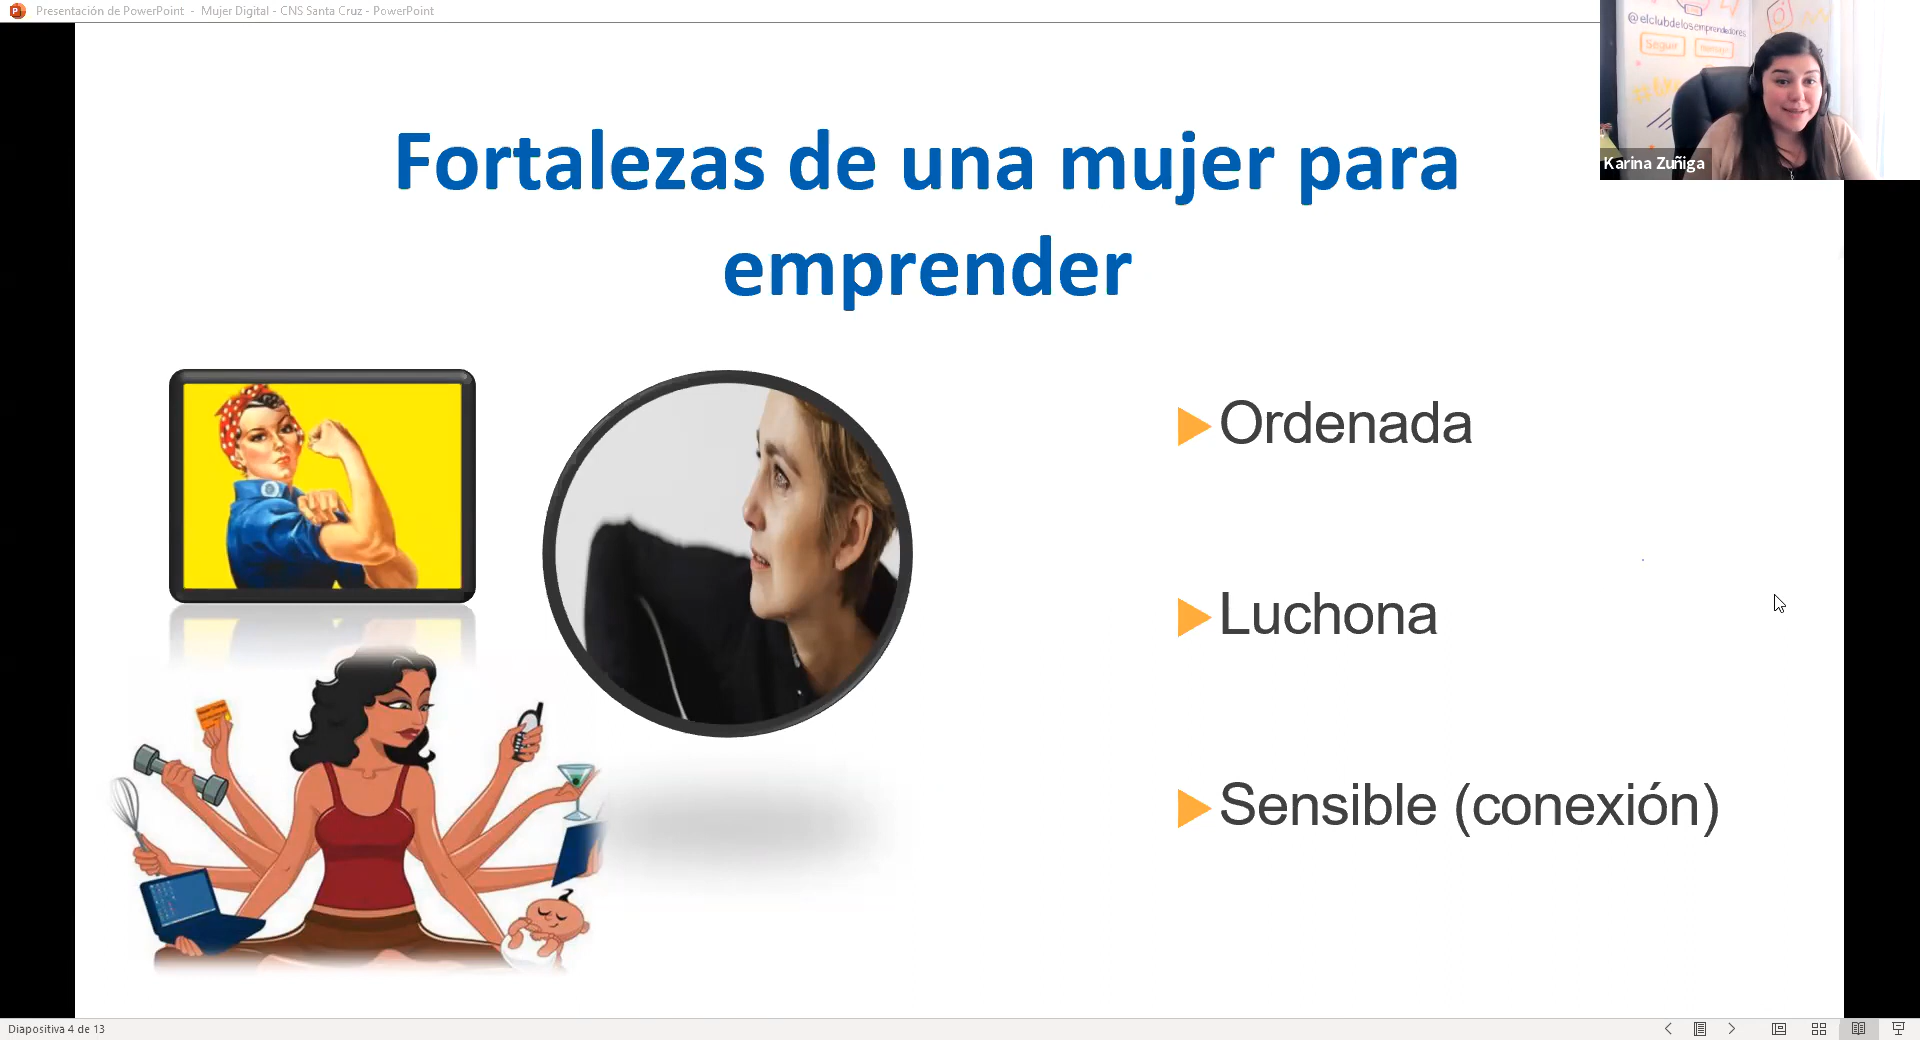 Presentación de PowerPoint - Mujer Digital - CNS Santa Cruz - PowerPoint
@elclubdelosemprendedores
Seguir
Karina Zuñiga
Fortalezas de una mujer para
emprender
Ordenada
Luchona
Sensible (conexión)
Diapositiva 4 de 13